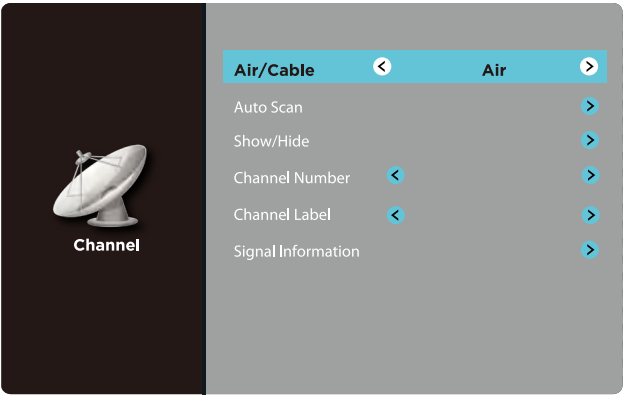 Air/Cable Air
Auto Scan
Show/Hide
Channel Number
Channel Label
Signal Information
Channel